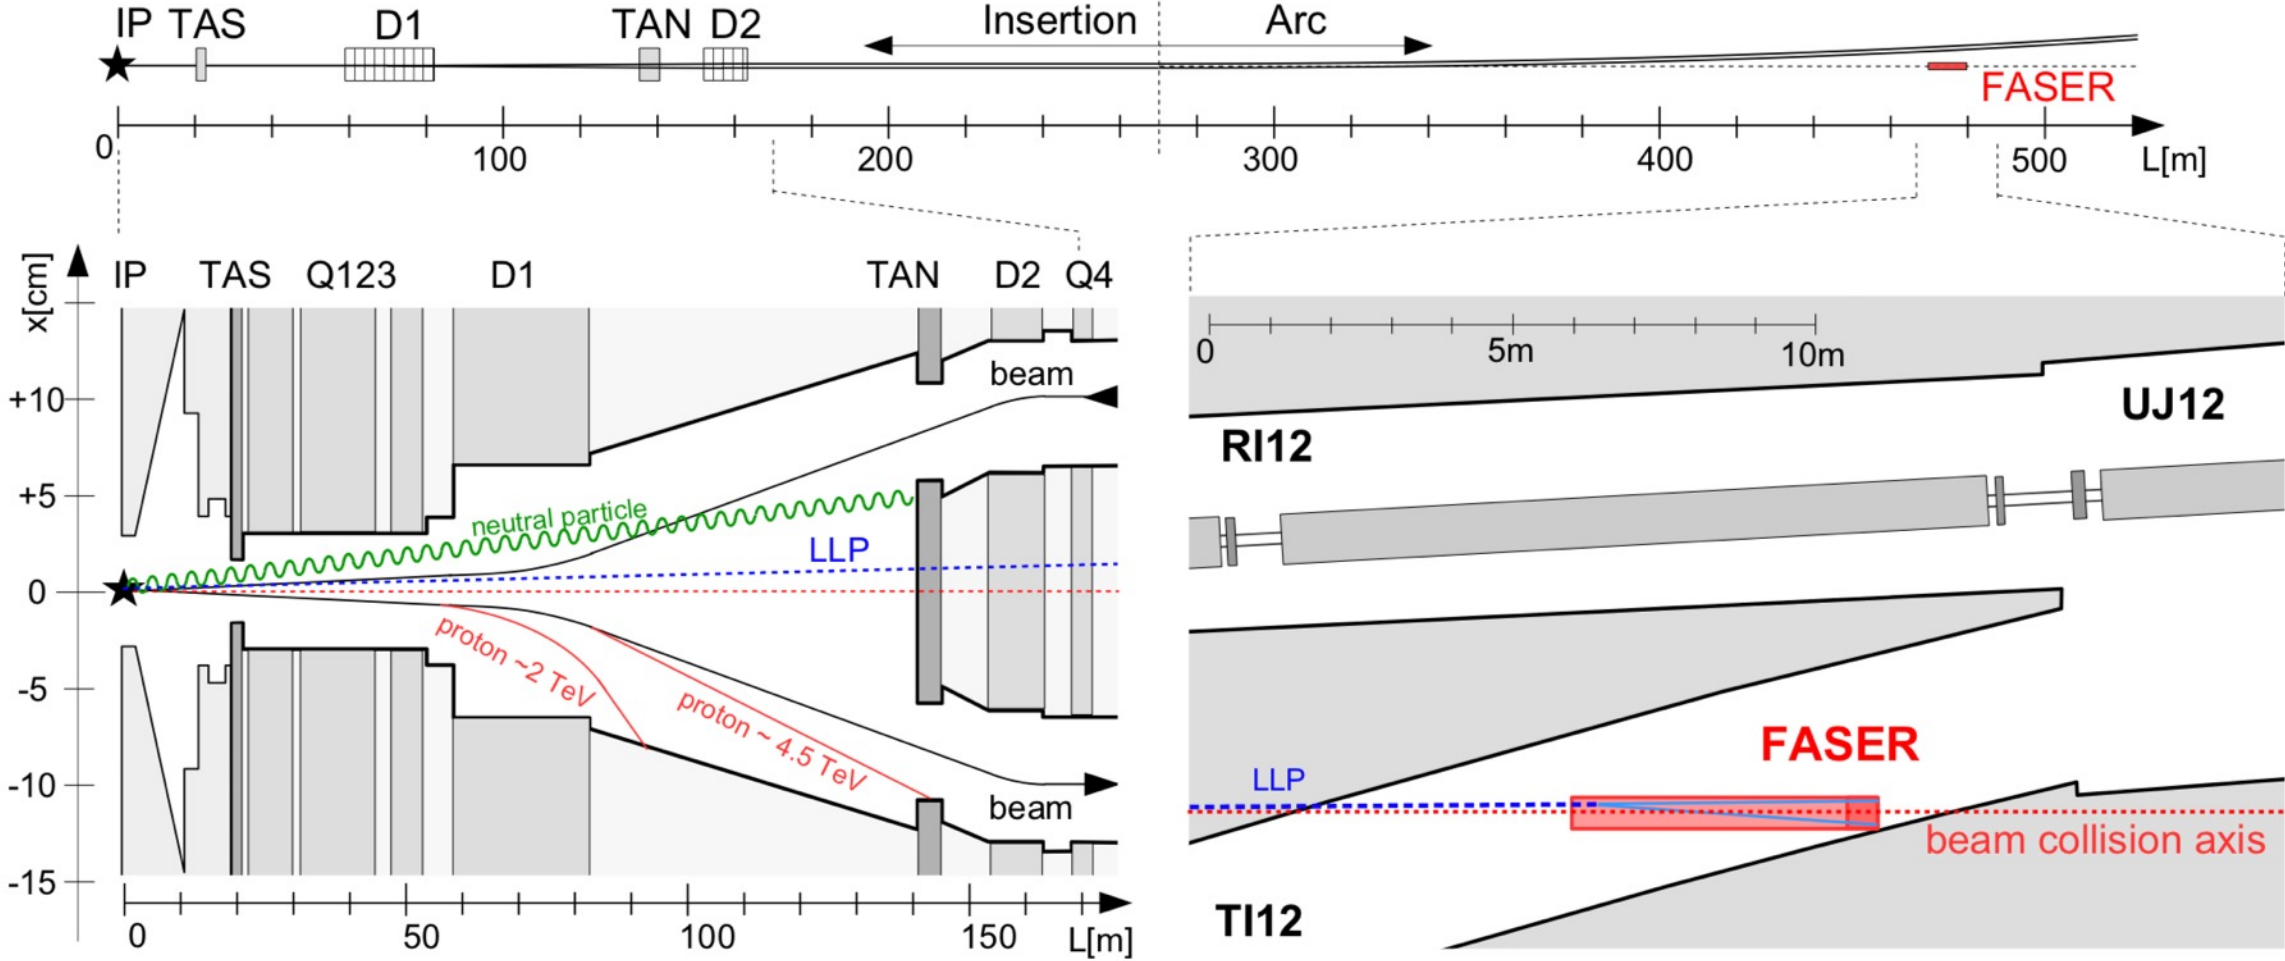 IP TAS D1 TAN D2 Insertion Arc
FASER
0 100 200 300 400 500 L[m]
x[cm]
IP TAS Q123 D1 TAN D2 Q4
+10
+5
0
-5
-10
-15
beam
neutral particle
LLP
proton ~2 TeV
proton ~ 4.5 TeV
beam
0 50 100 150 L[m]
0 5m 10m
RI12
UJ12
FASER
LLP
beam collision axis
TI12